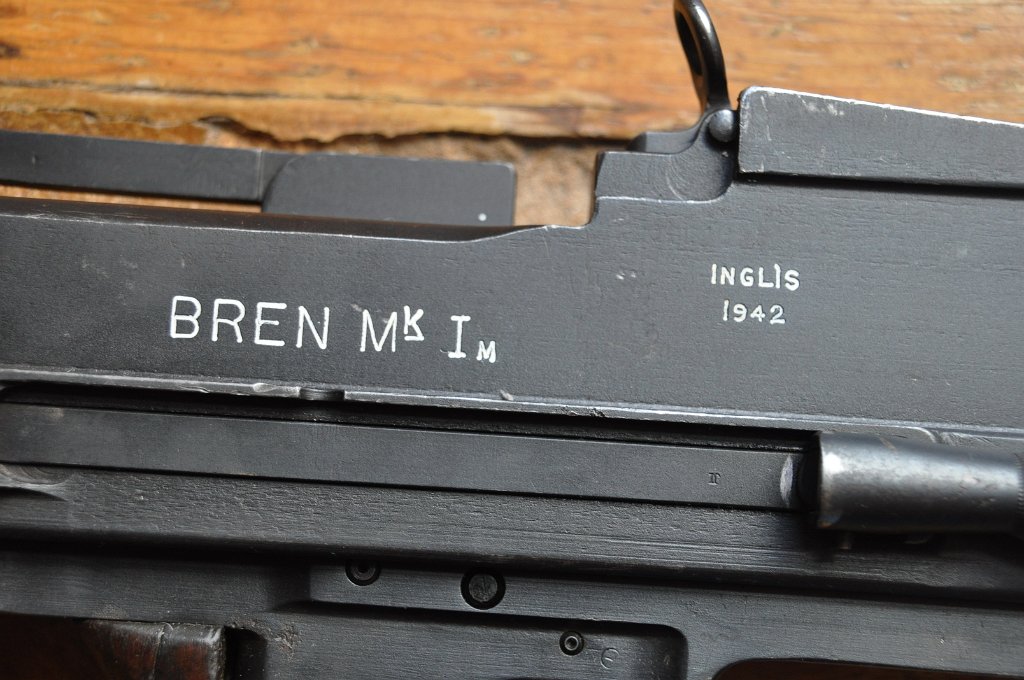 BREN MK IM
INGLIS
1942